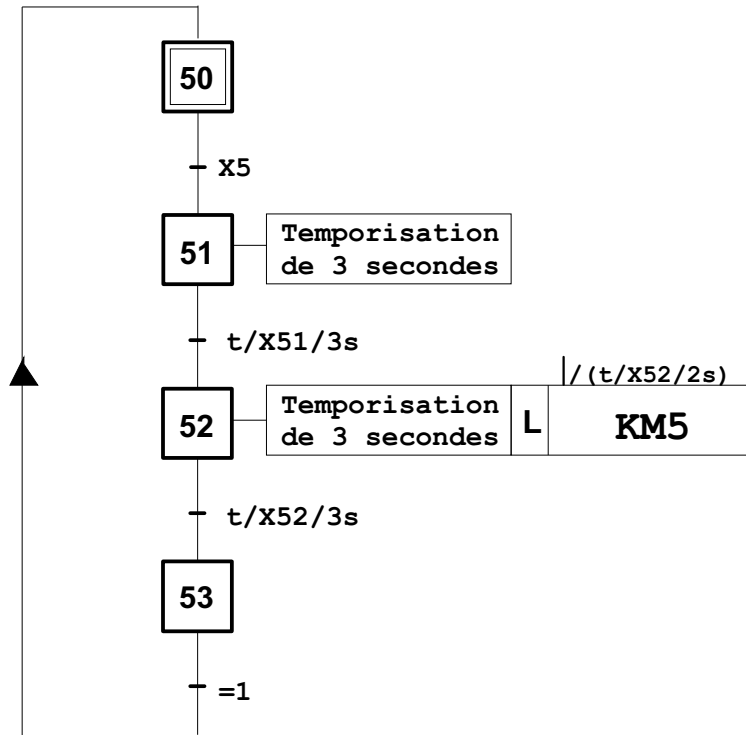 50
X5
51
Temporisation
de 3 secondes
t/X51/3s
|/(t/X52/2s)
52
Temporisation
de 3 secondes
L
KM5
t/X52/3s
53
=1